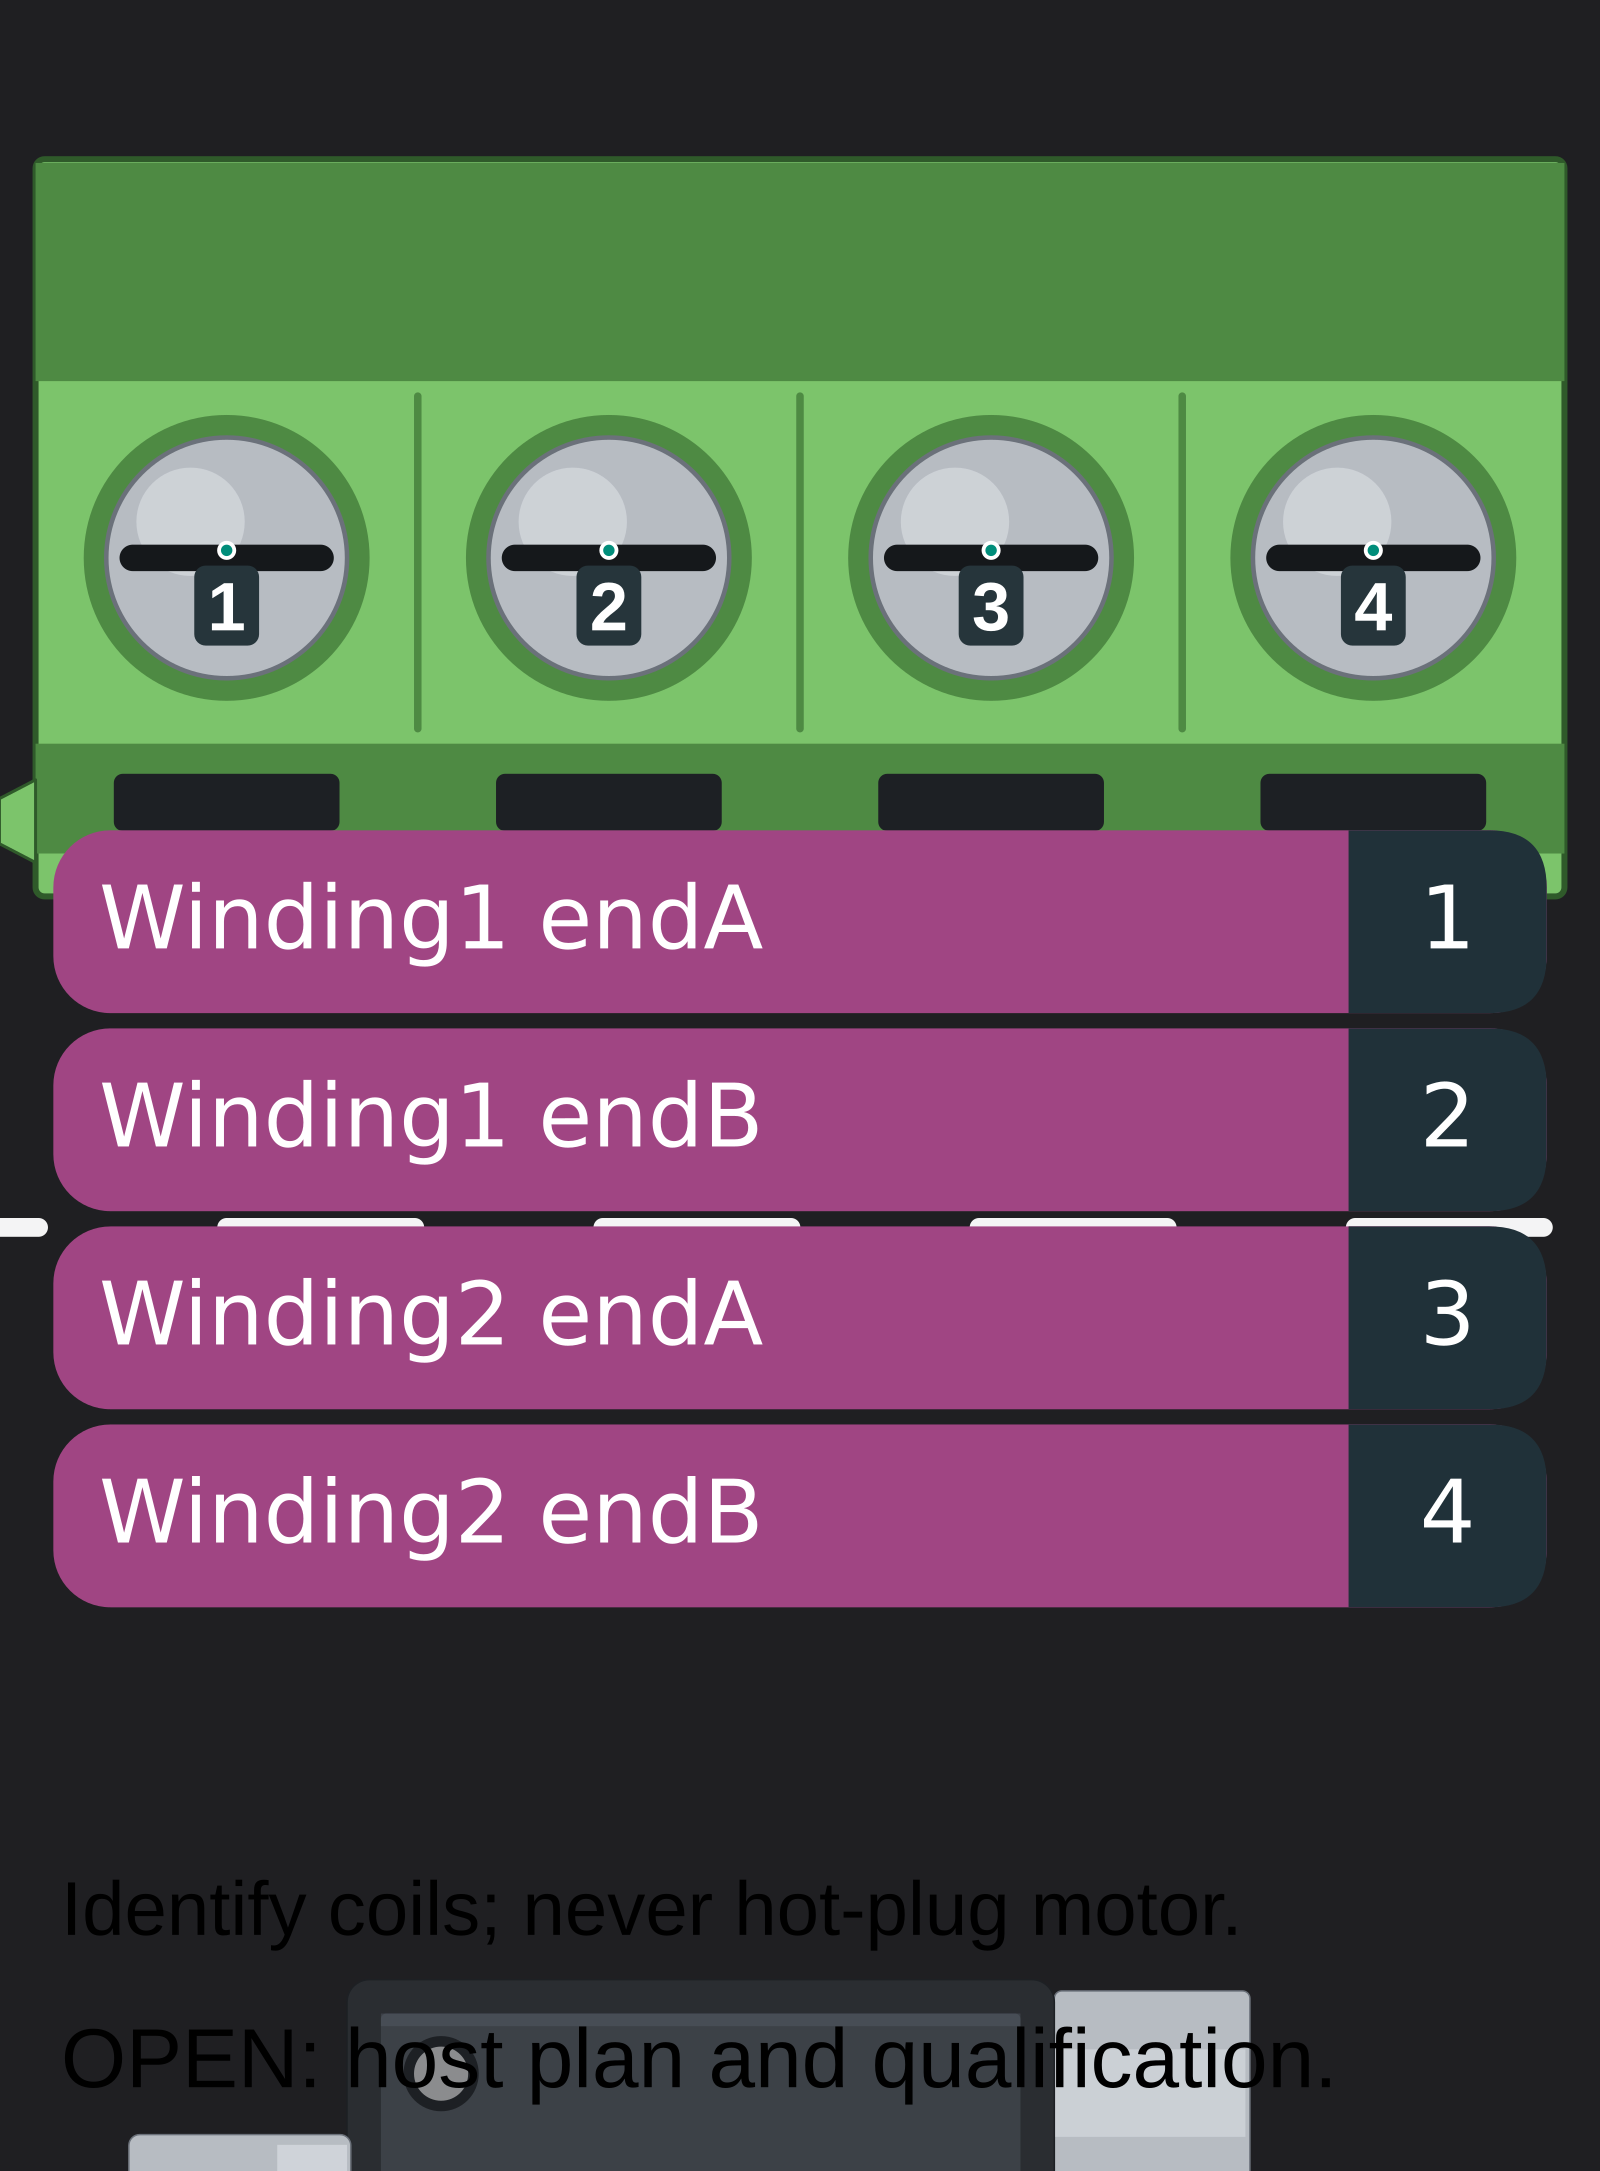 1 2 3 4
Winding1 endA 1
Winding1 endB 2
Winding2 endA 3
Winding2 endB 4
Identify coils; never hot-plug motor.
OPEN: host plan and qualification.